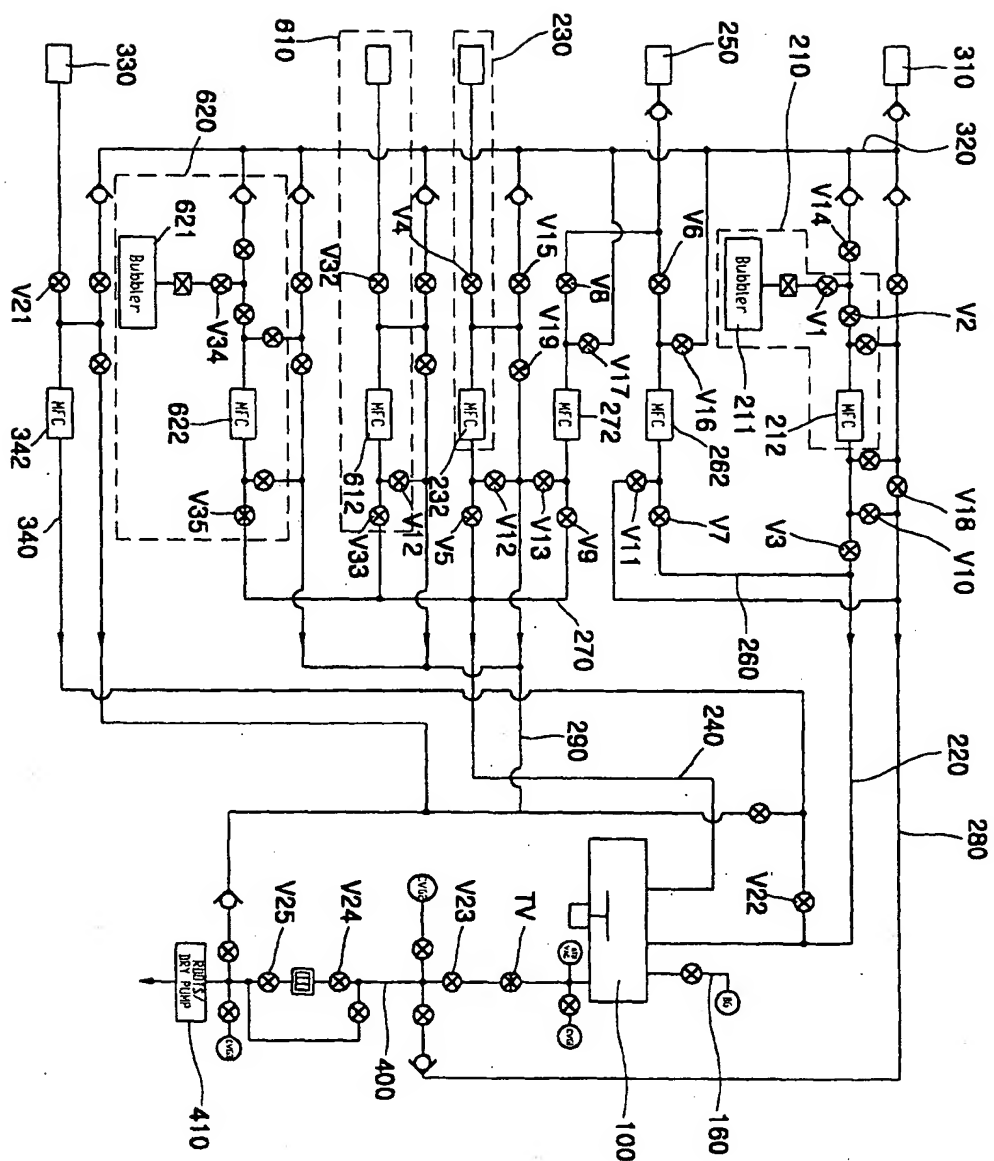 330
610
230
250
210
310
320
620
V14
621
Bubbler
V34
V21
V32
V4
V15
V8
V6
Bubbler
V1
V2
V19
V17
V16
211
212
MFC
342
MFC
622
MFC
612
MFC
232
MFC
272
MFC
262
MFC
V35
V12
V33
V5
V12
V13
V9
V11
V7
V3
V10
V18
340
270
260
290
240
220
280
V22
V25
V24
V23
TV
ROOTS/
DRY PUMP
410
400
100
160
BG